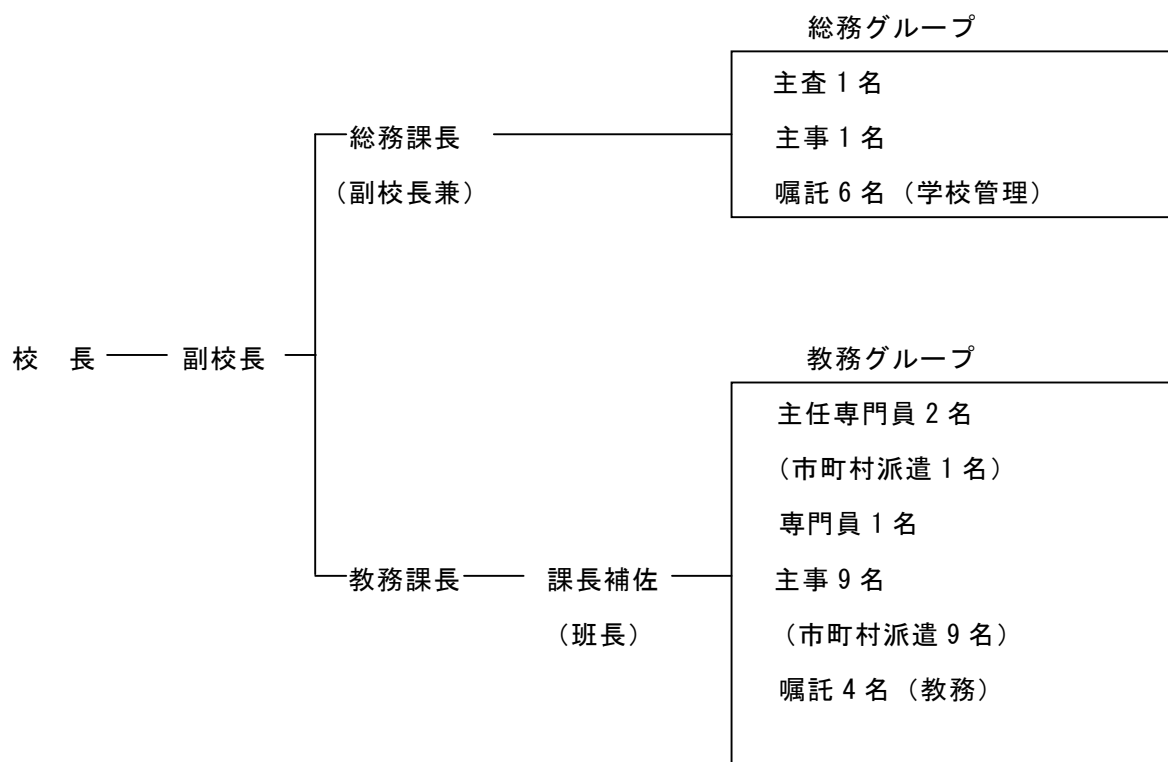 総務グループ
主査 1 名
主事 1 名
嘱託 6 名（学校管理）
総務課長
（副校長兼）
校　長
副校長
教務グループ
主任専門員 2 名
（市町村派遣 1 名）
専門員 1 名
主事 9 名
（市町村派遣 9 名）
嘱託 4 名（教務）
教務課長
課長補佐
（班長）